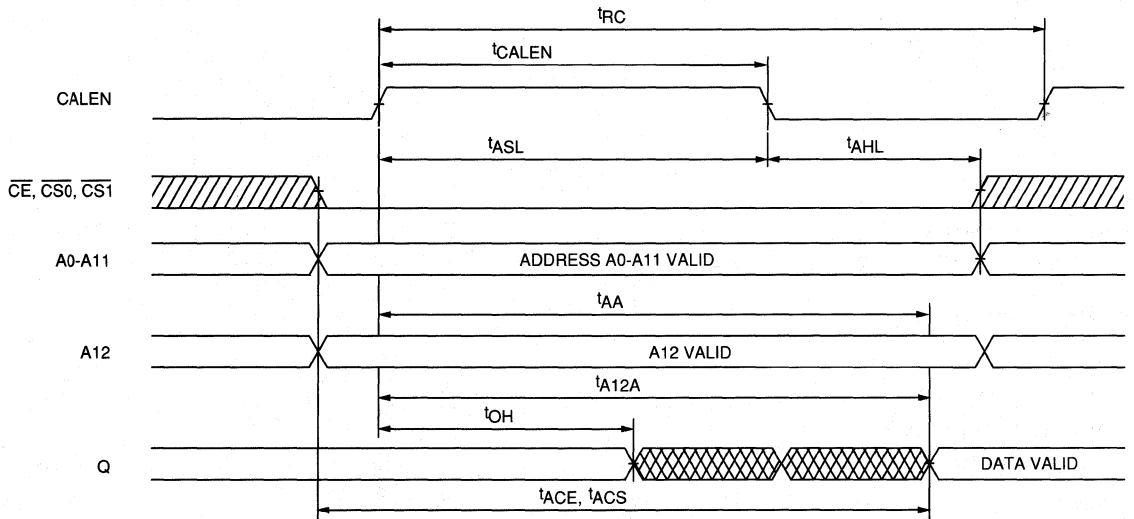 tRC
tCALEN
CALEN
tASL
tAHL
CE, CS0, CS1
A0-A11
ADDRESS A0-A11 VALID
tAA
A12
A12 VALID
tA12A
tOH
Q
DATA VALID
tACE, tACS